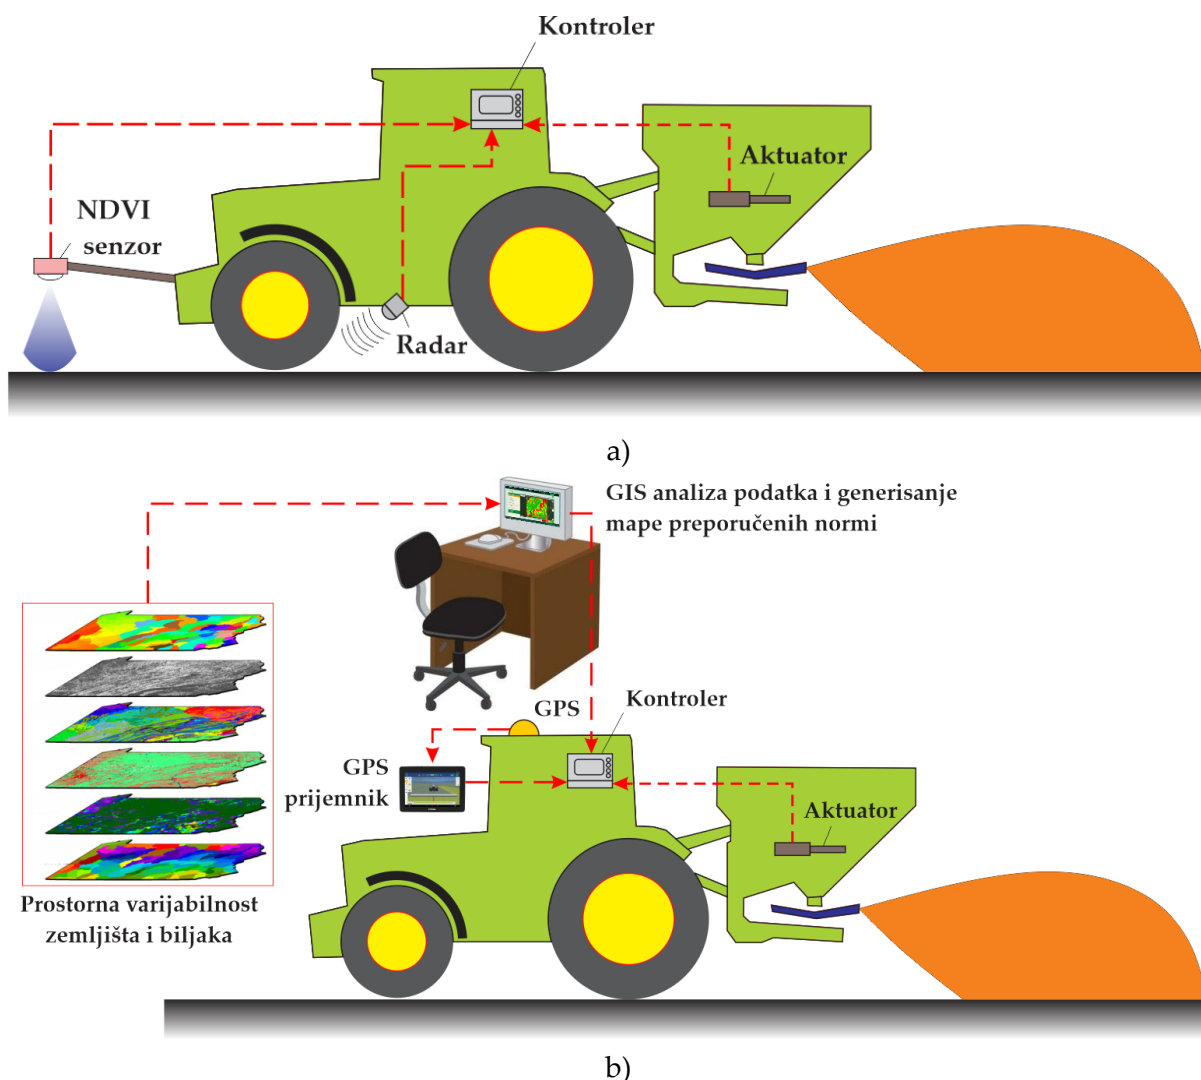 Kontroler
Aktuator
NDVI
senzor
Radar
a)
GIS analiza podatka i generisanje
mape preporučenih normi
Kontroler
GPS
GPS
prijemnik
Aktuator
Prostorna varijabilnost
zemljišta i biljaka
b)